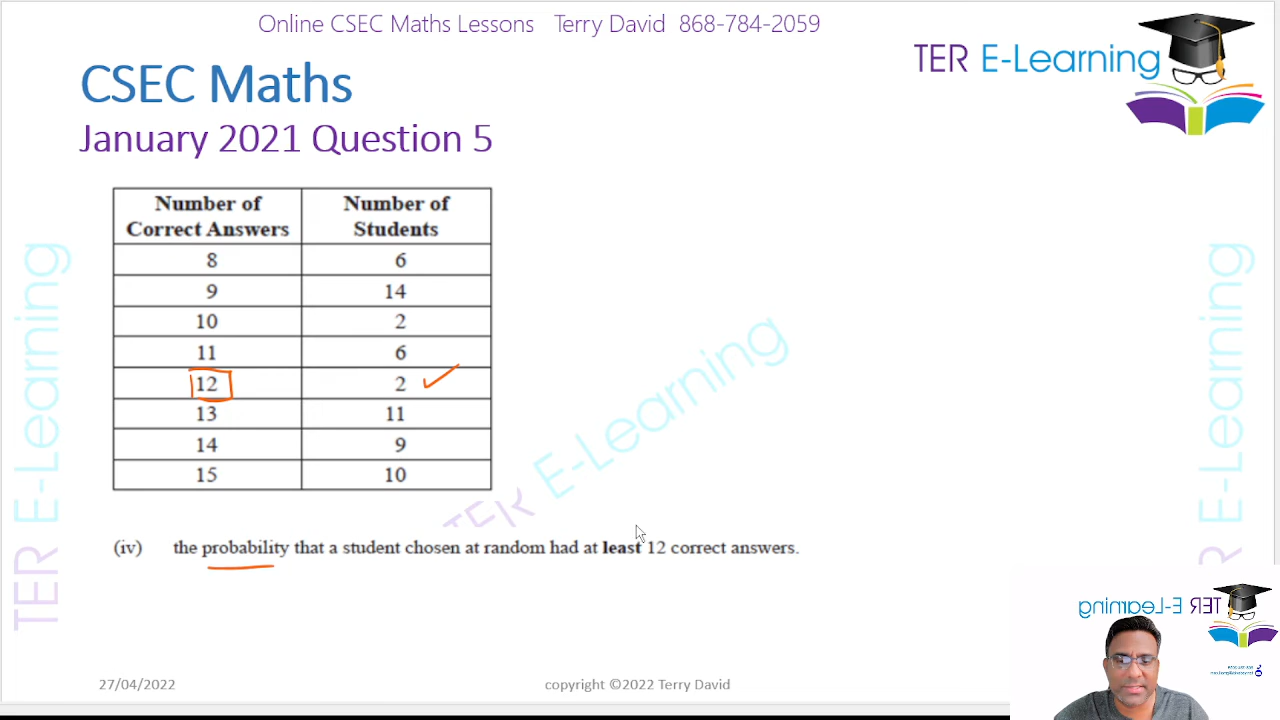 Online CSEC Maths Lessons Terry David 868-784-2059
TER E-Learning
CSEC Maths
January 2021 Question 5
Number of Correct Answers Number of Students
8 6
9 14
10 2
11 6
12 2
13 11
14 9
15 10
TER E-Learning
TER E-Learning
TER E-Learning
(iv) the probability that a student chosen at random had at least 12 correct answers.
TER E-Learning
27/04/2022 copyright ©2022 Terry David